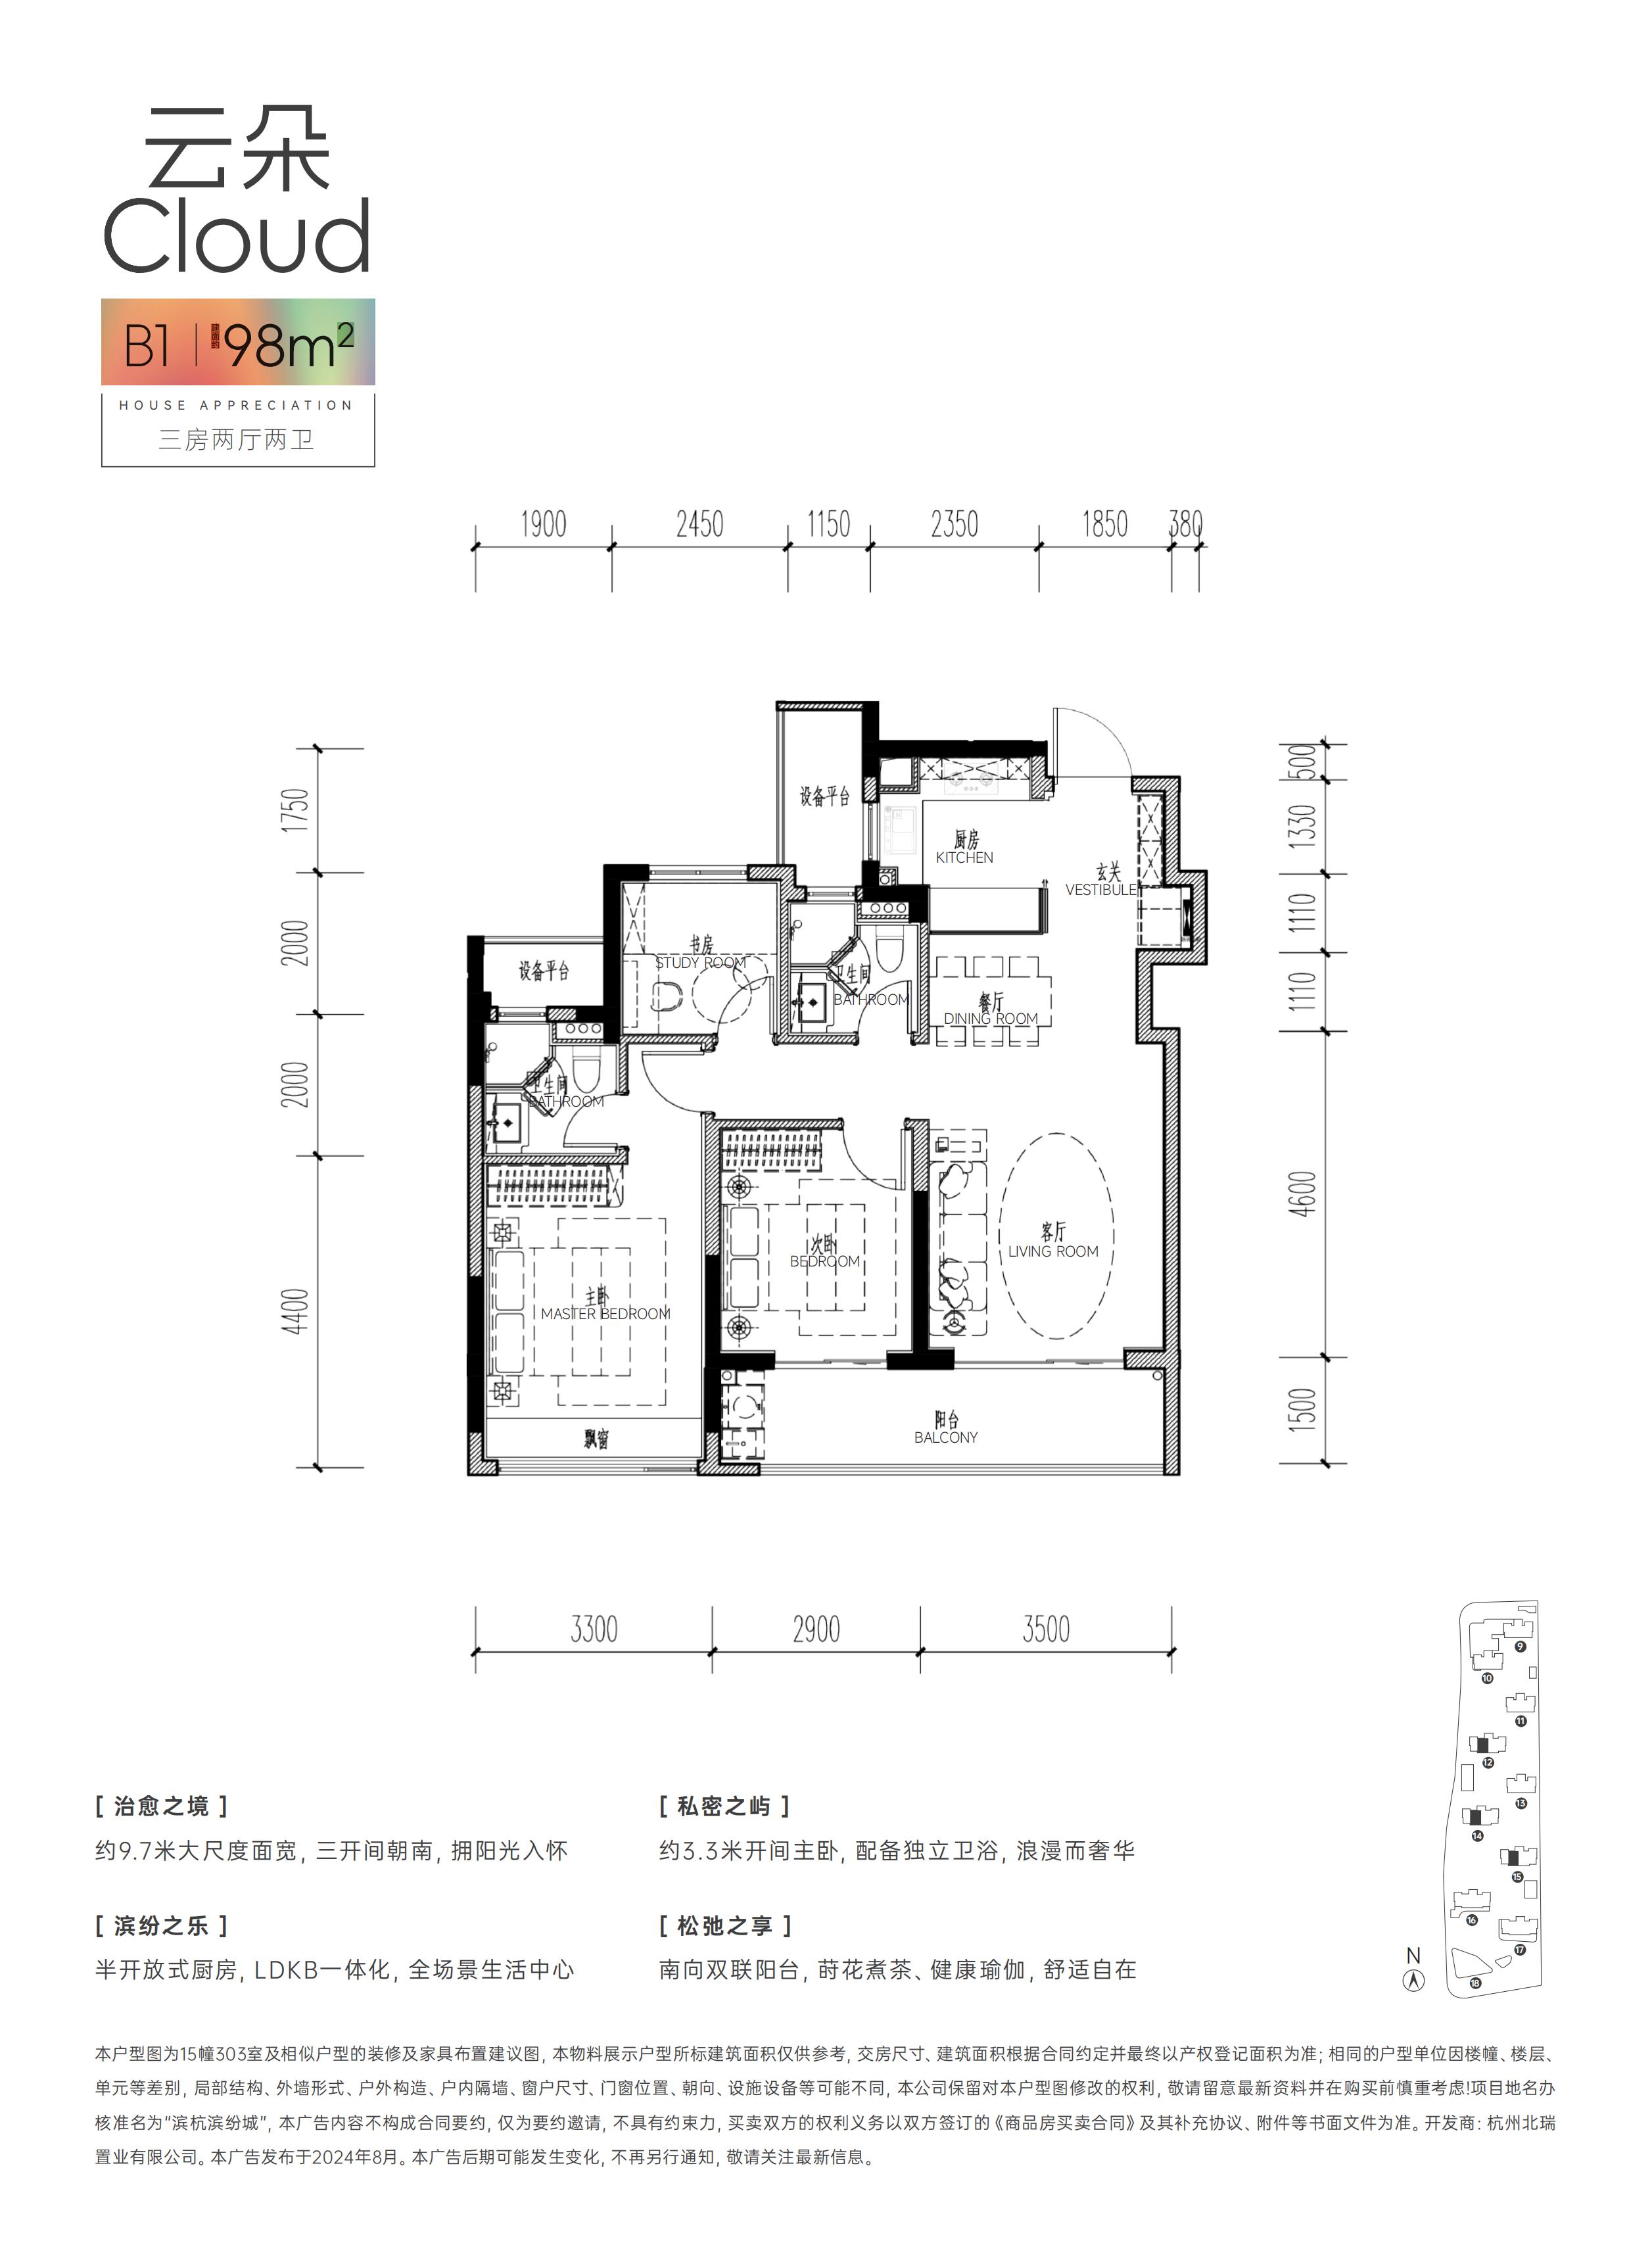 云朵
Cloud
B1 建面约98m²
HOUSE APPRECIATION
三房两厅两卫
1900 2450 1150 2350 1850 380
1750
2000
2000
4400
500
1330
1110
1110
4600
1500
设备平台
厨房
KITCHEN
玄关
VESTIBULE
书房
STUDY ROOM
设备平台
卫生间
BATHROOM
餐厅
DINING ROOM
卫生间
BATHROOM
客厅
LIVING ROOM
次卧
BEDROOM
主卧
MASTER BEDROOM
阳台
BALCONY
飘窗
3300 2900 3500
9
10
11
12
13
14
15
16
17
18
N
[ 治愈之境 ]
约9.7米大尺度面宽, 三开间朝南, 拥阳光入怀
[ 私密之屿 ]
约3.3米开间主卧, 配备独立卫浴, 浪漫而奢华
[ 滨纷之乐 ]
半开放式厨房, LDKB一体化, 全场景生活中心
[ 松弛之享 ]
南向双联阳台, 莳花煮茶、健康瑜伽, 舒适自在
本户型图为15幢303室及相似户型的装修及家具布置建议图, 本物料展示户型所标建筑面积仅供参考, 交房尺寸、建筑面积根据合同约定并最终以产权登记面积为准; 相同的户型单位因楼幢、楼层、
单元等差别, 局部结构、外墙形式、户外构造、户内隔墙、窗户尺寸、门窗位置、朝向、设施设备等可能不同, 本公司保留对本户型图修改的权利, 敬请留意最新资料并在购买前慎重考虑!项目地名办
核准名为“滨杭滨纷城”, 本广告内容不构成合同要约, 仅为要约邀请, 不具有约束力, 买卖双方的权利义务以双方签订的《商品房买卖合同》及其补充协议、附件等书面文件为准。开发商: 杭州北瑞
置业有限公司。本广告发布于2024年8月。本广告后期可能发生变化, 不再另行通知, 敬请关注最新信息。